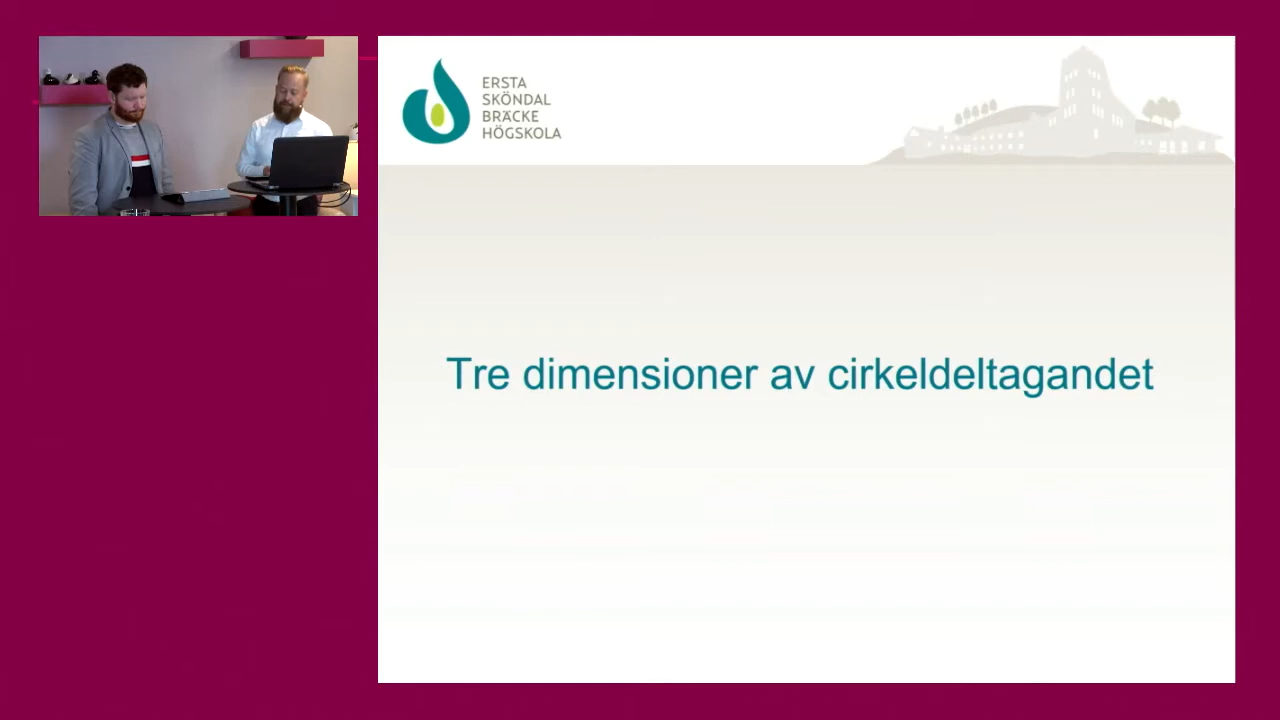 ERSTA
SKÖNDAL
BRÄCKE
HÖGSKOLA
Tre dimensioner av cirkeldeltagandet